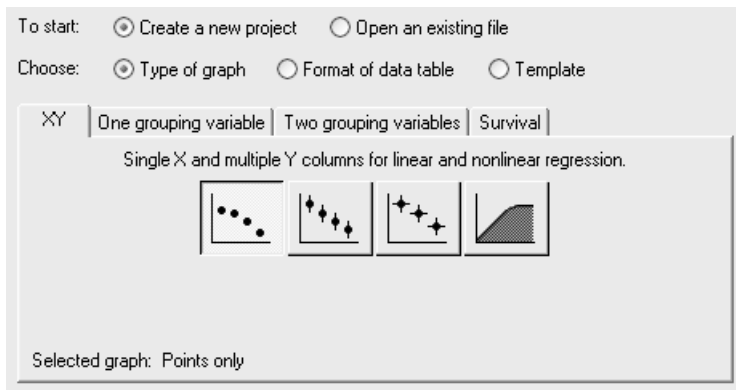 To start: Create a new project Open an existing file
Choose: Type of graph Format of data table Template
XY One grouping variable Two grouping variables Survival
Single X and multiple Y columns for linear and nonlinear regression.
Selected graph: Points only